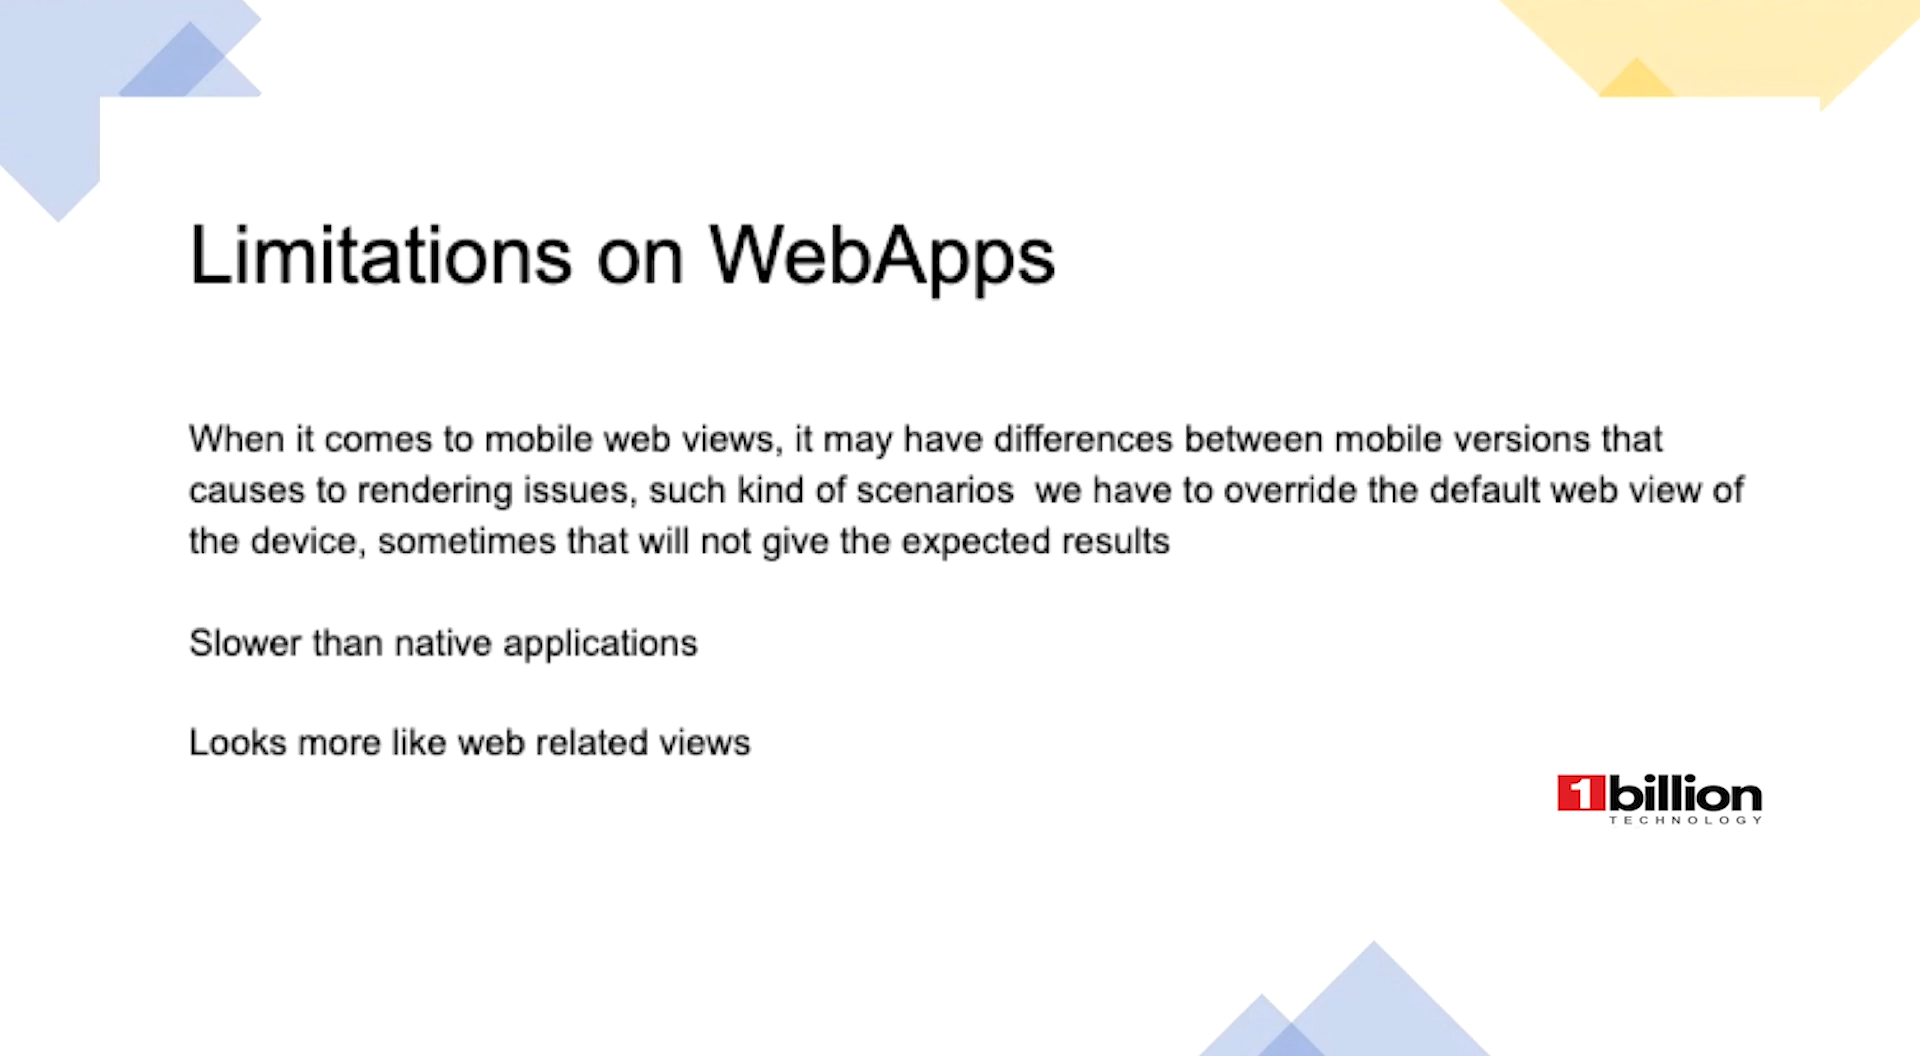 Limitations on WebApps
When it comes to mobile web views, it may have differences between mobile versions that
causes to rendering issues, such kind of scenarios  we have to override the default web view of
the device, sometimes that will not give the expected results
Slower than native applications
Looks more like web related views
1billion
TECHNOLOGY